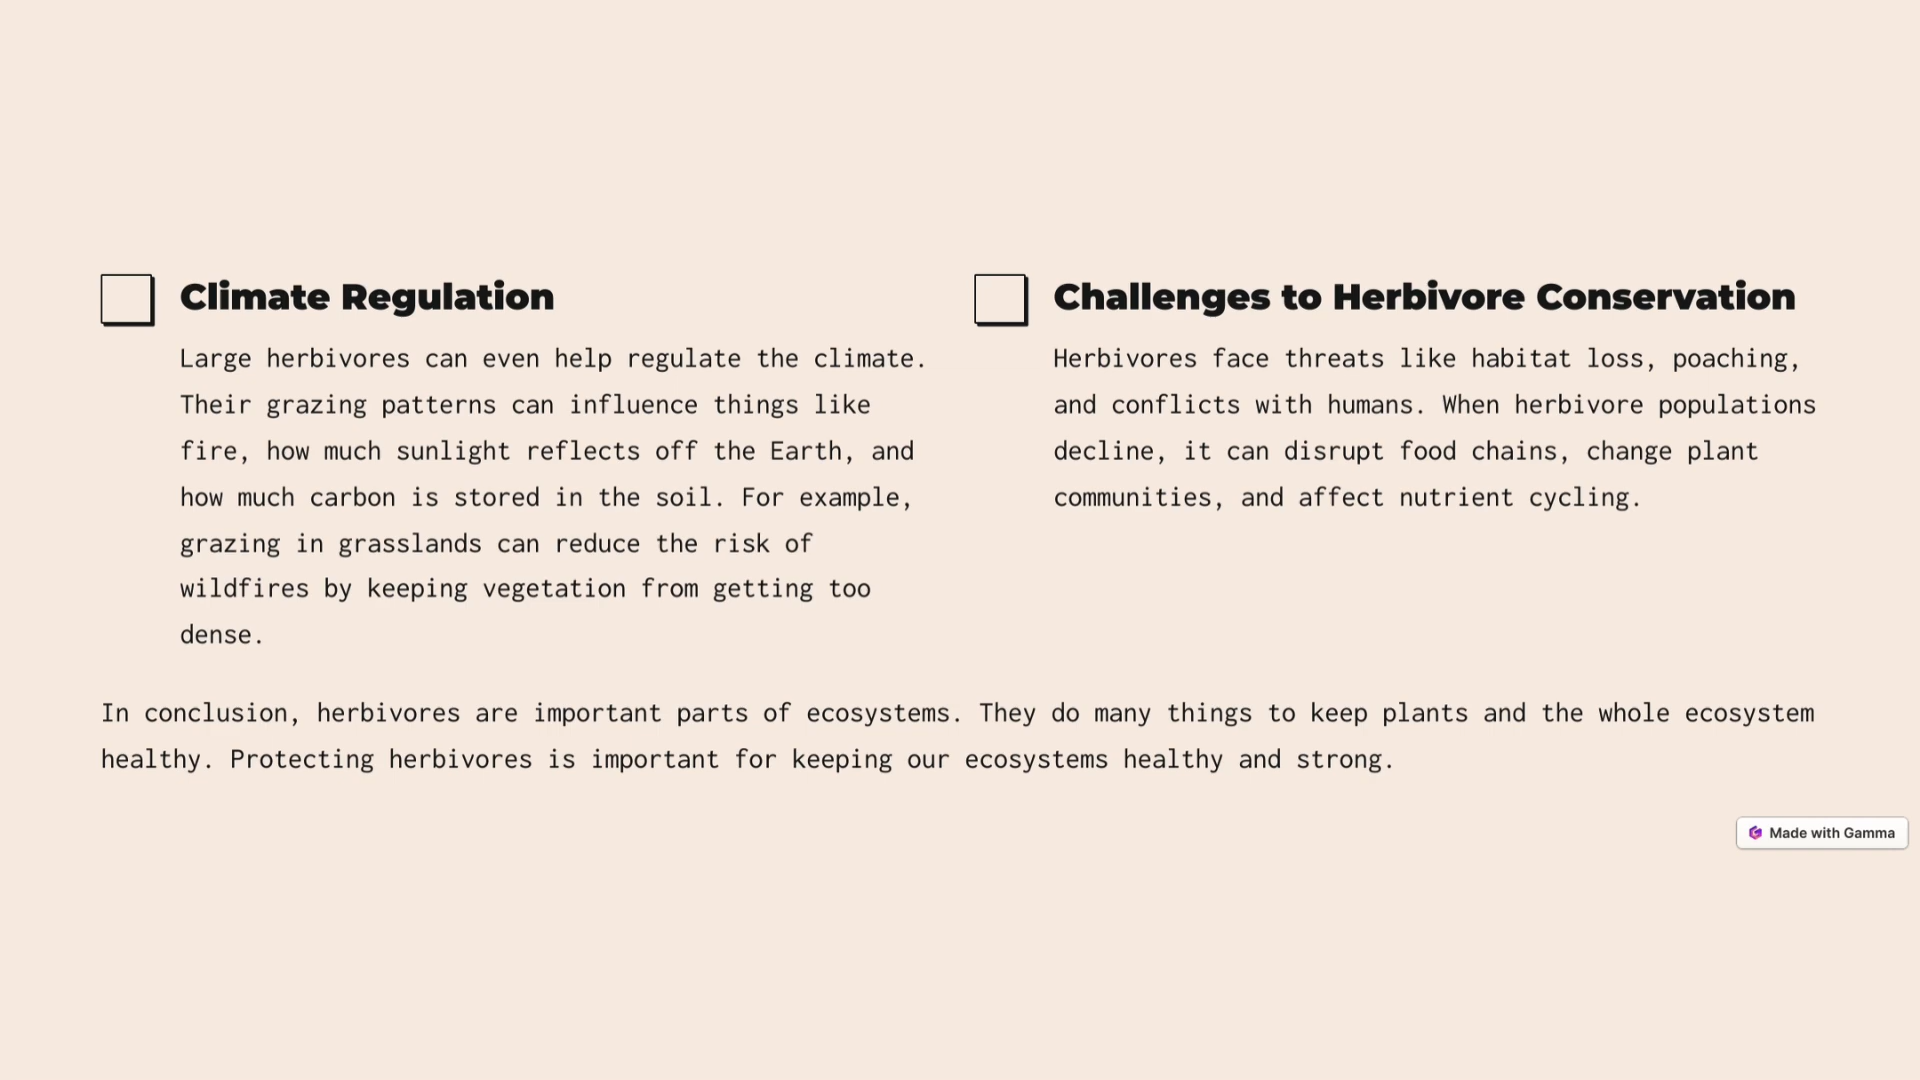 Climate Regulation
Large herbivores can even help regulate the climate.
Their grazing patterns can influence things like
fire, how much sunlight reflects off the Earth, and
how much carbon is stored in the soil. For example,
grazing in grasslands can reduce the risk of
wildfires by keeping vegetation from getting too
dense.
Challenges to Herbivore Conservation
Herbivores face threats like habitat loss, poaching,
and conflicts with humans. When herbivore populations
decline, it can disrupt food chains, change plant
communities, and affect nutrient cycling.
In conclusion, herbivores are important parts of ecosystems. They do many things to keep plants and the whole ecosystem
healthy. Protecting herbivores is important for keeping our ecosystems healthy and strong.
Made with Gamma